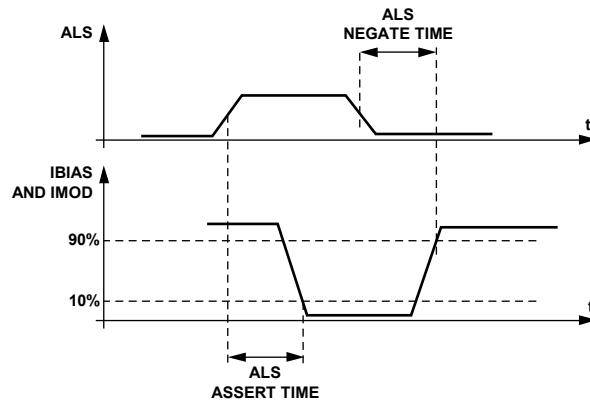 ALS
NEGATE TIME
ALS
t
IBIAS
AND IMOD
90%
10%
t
ALS
ASSERT TIME